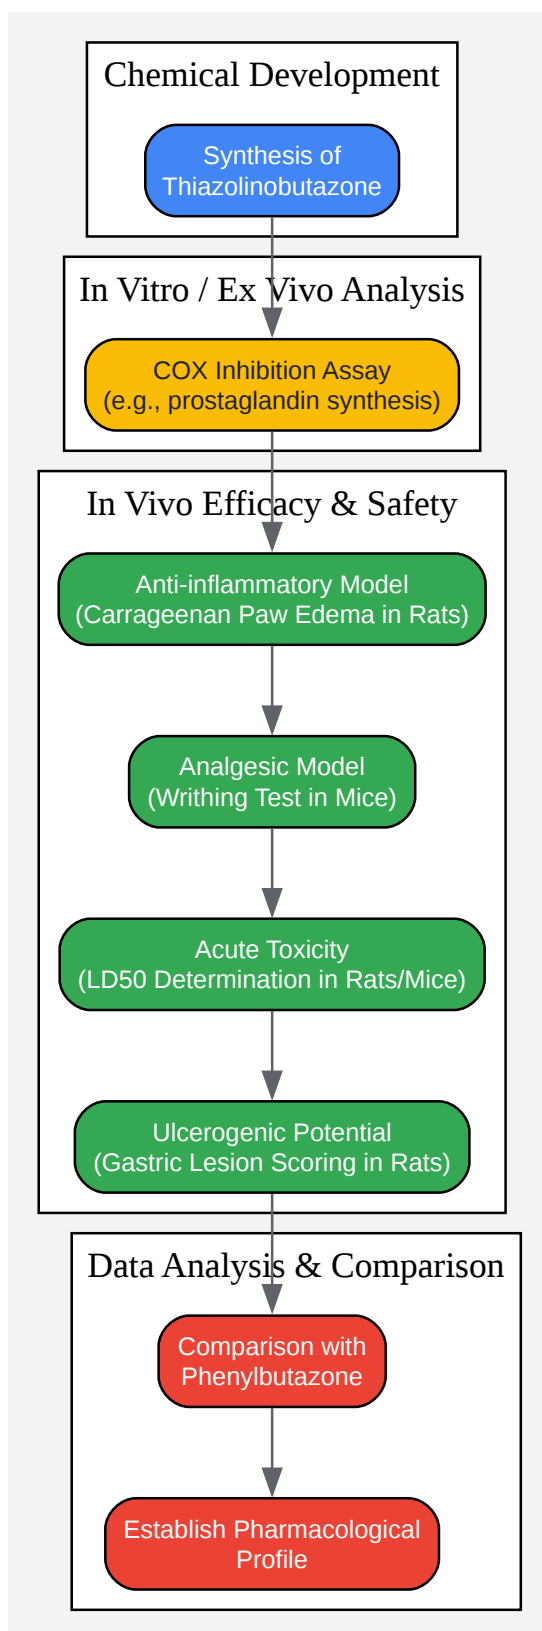 Chemical Development
Synthesis of
Thiazolinobutazone
In Vitro / Ex Vivo Analysis
COX Inhibition Assay
(e.g., prostaglandin synthesis)
In Vivo Efficacy & Safety
Anti-inflammatory Model
(Carrageenan Paw Edema in Rats)
Analgesic Model
(Writhing Test in Mice)
Acute Toxicity
(LD50 Determination in Rats/Mice)
Ulcerogenic Potential
(Gastric Lesion Scoring in Rats)
Data Analysis & Comparison
Comparison with
Phenylbutazone
Establish Pharmacological
Profile